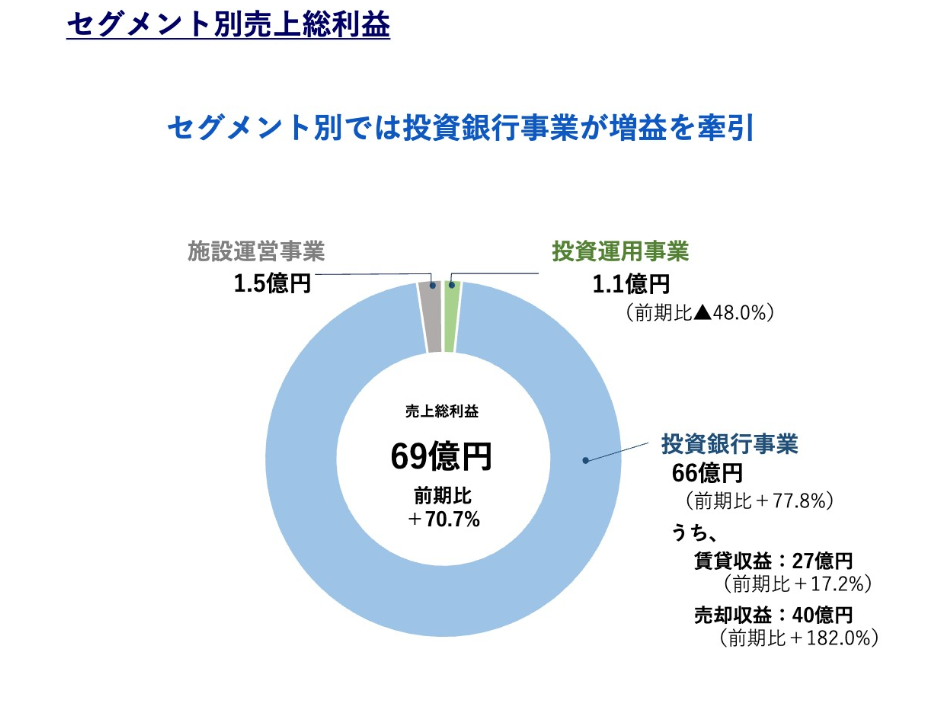 セグメント別売上総利益
セグメント別では投資銀行事業が増益を牽引
施設運営事業
1.5億円
投資運用事業
1.1億円
（前期比▲48.0%）
売上総利益
69億円
前期比
＋70.7%
投資銀行事業
66億円
（前期比＋77.8%）
うち、
賃貸収益：27億円
（前期比＋17.2%）
売却収益：40億円
（前期比＋182.0%）